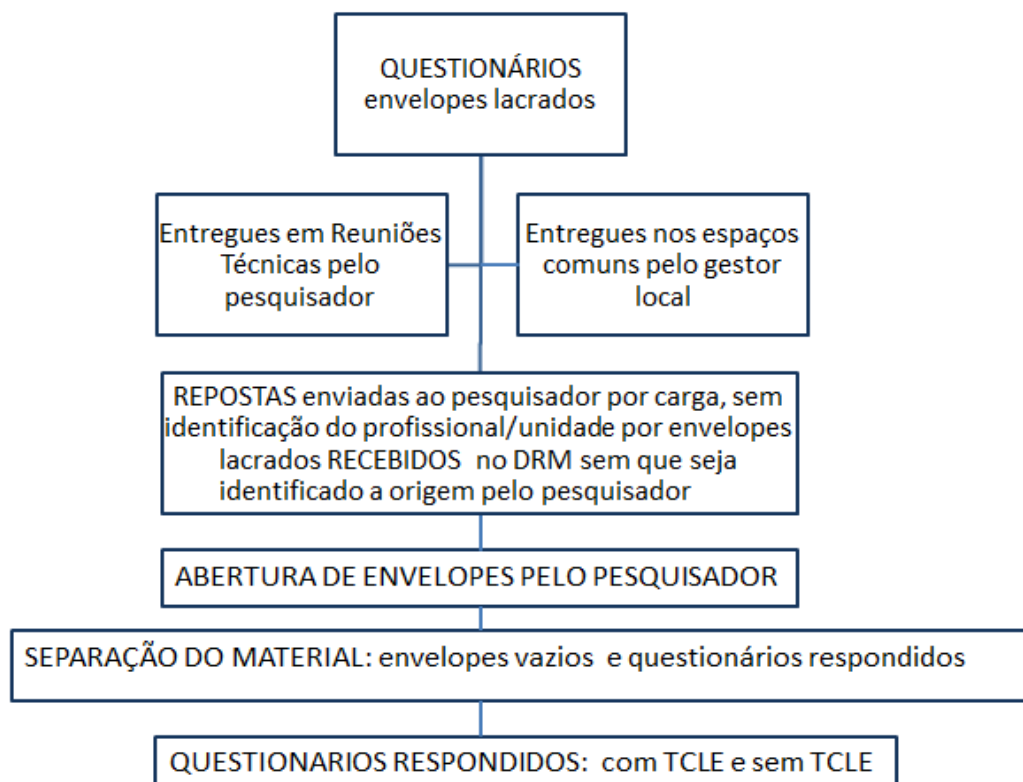 QUESTIONÁRIOS
envelopes lacrados
Entregues em Reuniões
Técnicas pelo
pesquisador
Entregues nos espaços
comuns pelo gestor
local
REPOSTAS enviadas ao pesquisador por carga, sem
identificação do profissional/unidade por envelopes
lacrados RECEBIDOS no DRM sem que seja
identificado a origem pelo pesquisador
ABERTURA DE ENVELOPES PELO PESQUISADOR
SEPARAÇÃO DO MATERIAL: envelopes vazios e questionários respondidos
QUESTIONARIOS RESPONDIDOS: com TCLE e sem TCLE